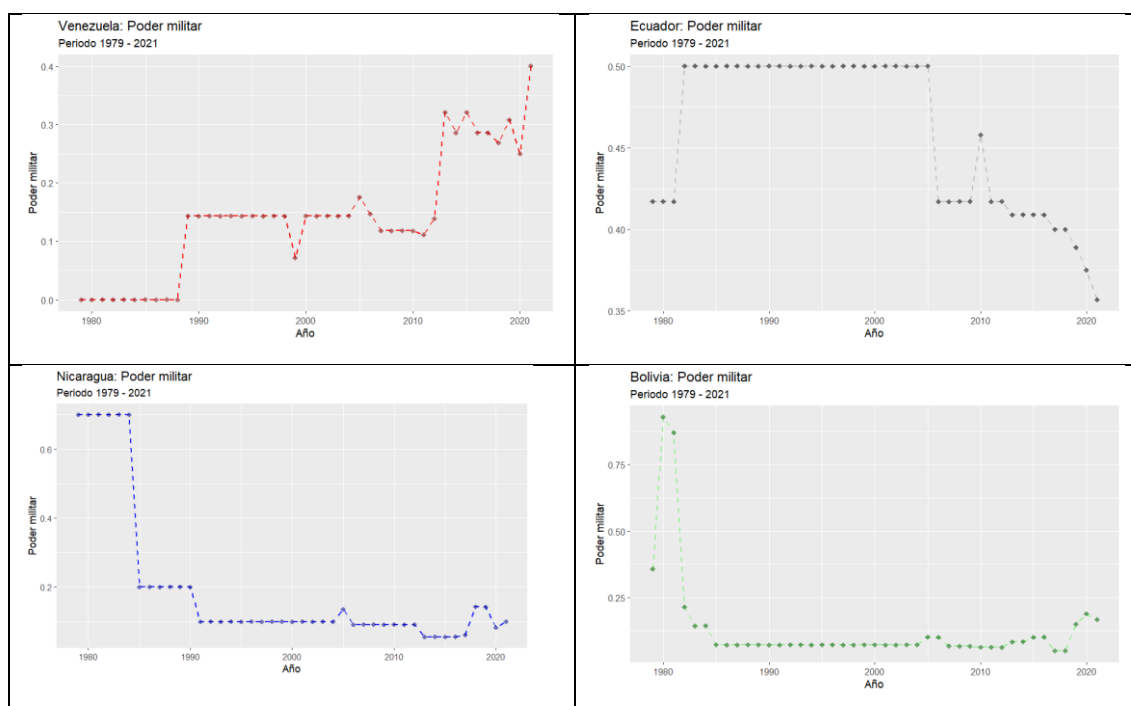 Venezuela: Poder militar
Periodo 1979 - 2021
0.4
0.3
0.2
0.1
0.0
Poder militar
1980
1990
2000
2010
2020
Año
Ecuador: Poder militar
Periodo 1979 - 2021
0.50
0.45
0.40
0.35
Poder militar
1980
1990
2000
2010
2020
Año
Nicaragua: Poder militar
Periodo 1979 - 2021
0.6
0.4
0.2
Poder militar
1980
1990
2000
2010
2020
Año
Bolivia: Poder militar
Periodo 1979 - 2021
0.75
0.50
0.25
Poder militar
1980
1990
2000
2010
2020
Año